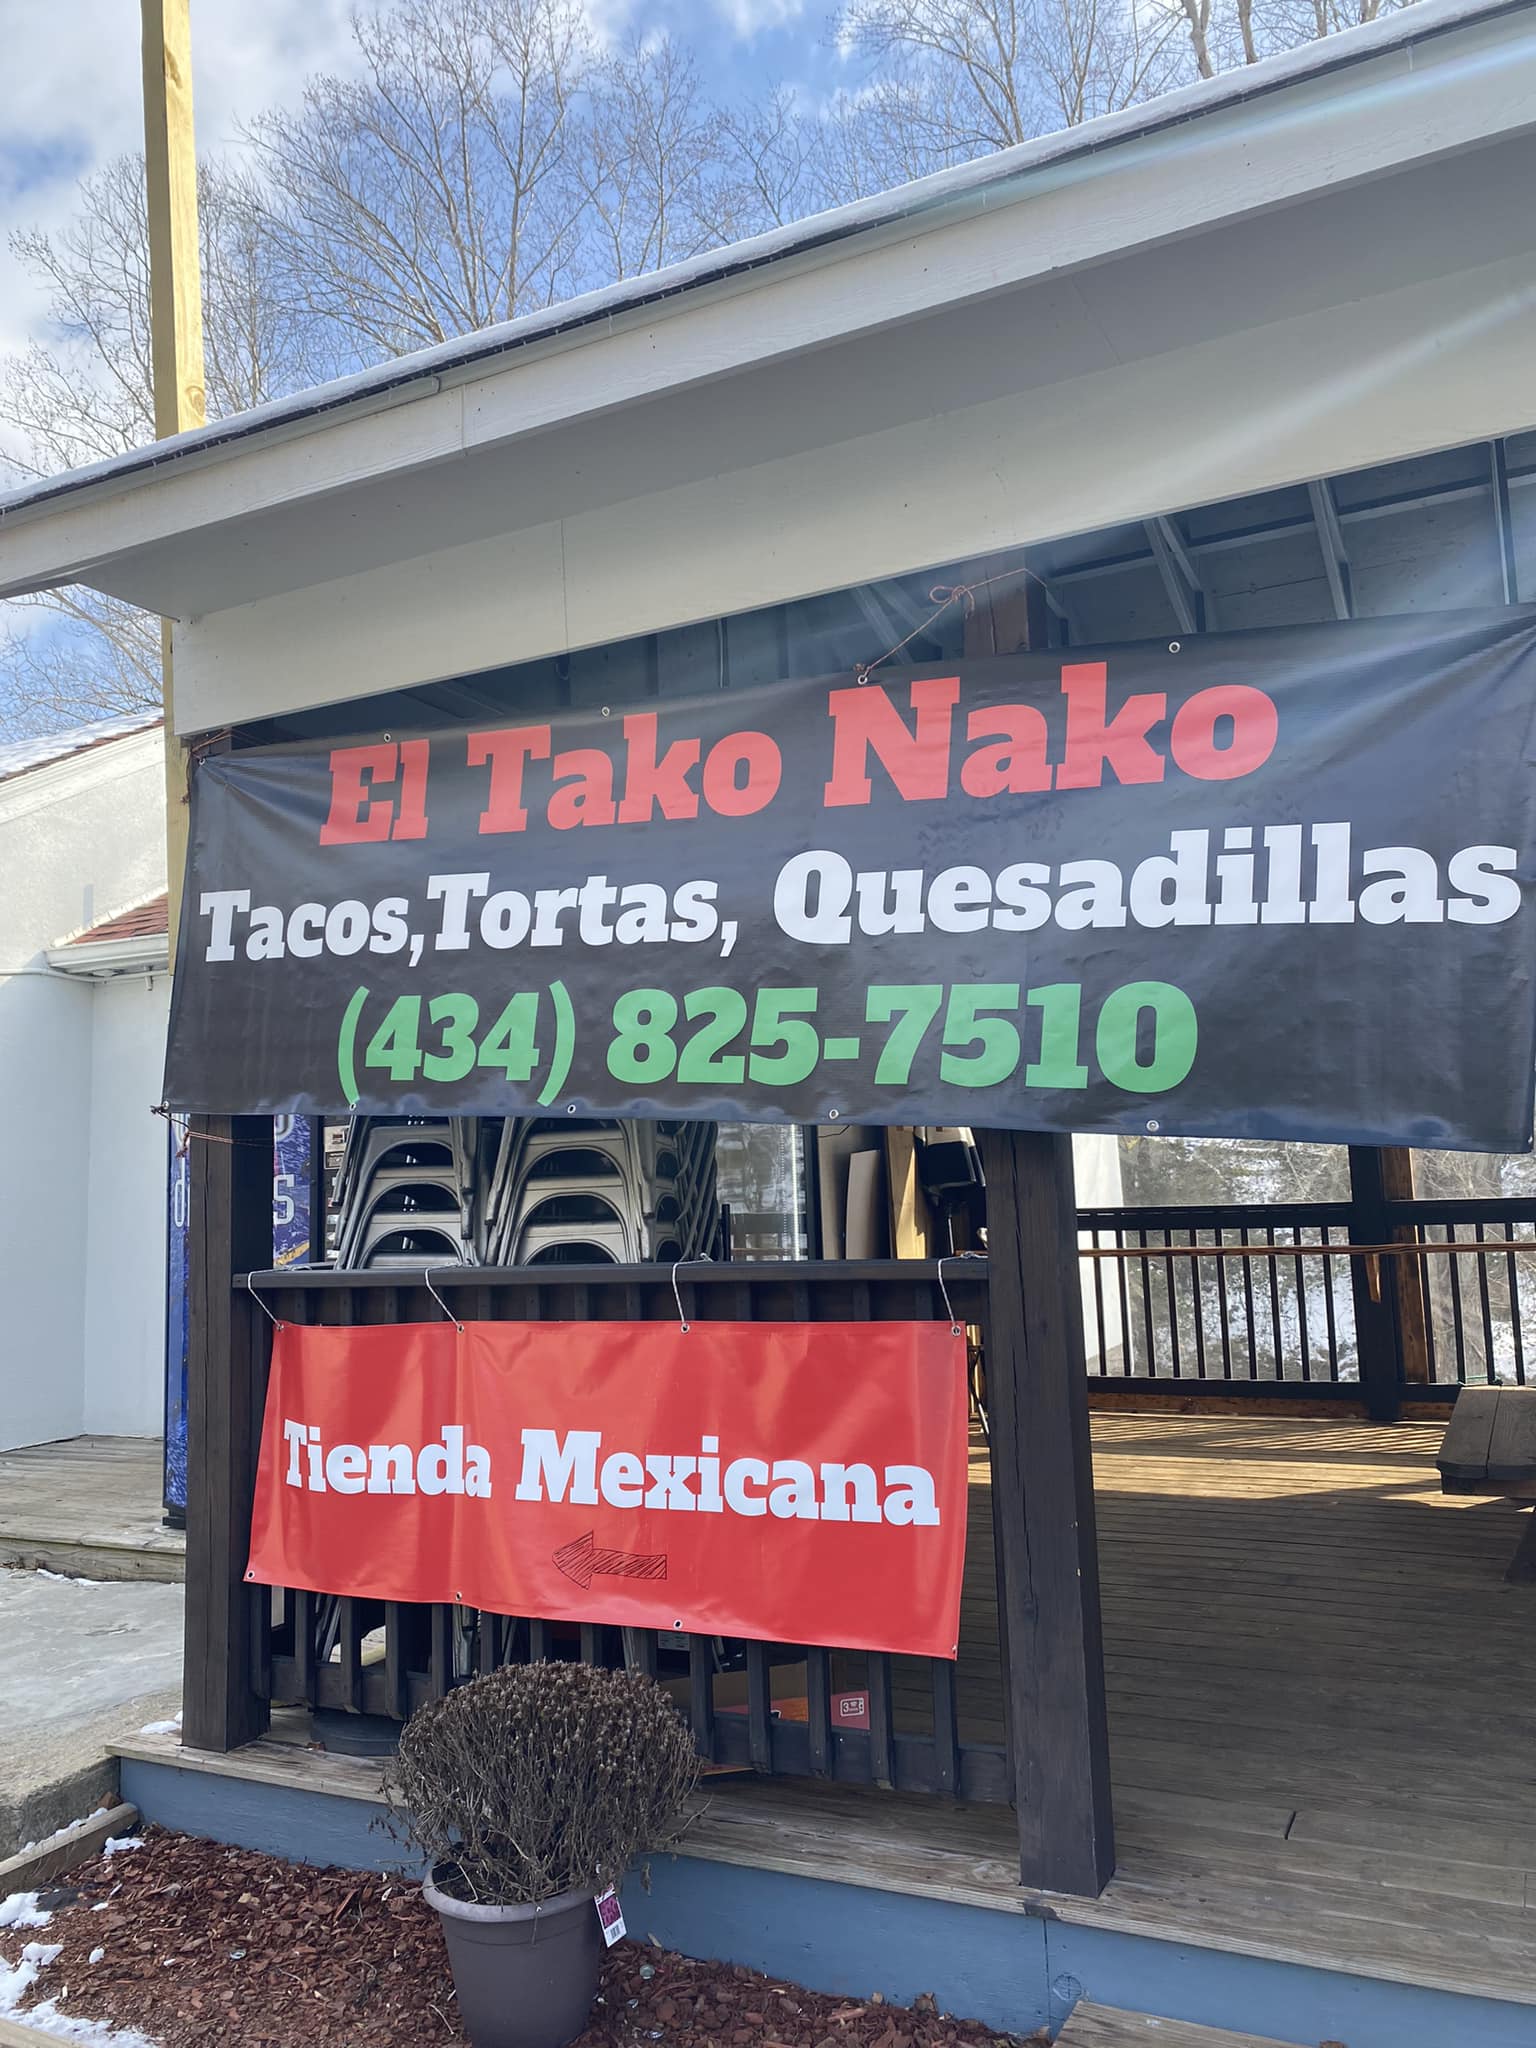 El Tako Nako
Tacos,Tortas, Quesadillas
(434) 825-7510
Tienda Mexicana